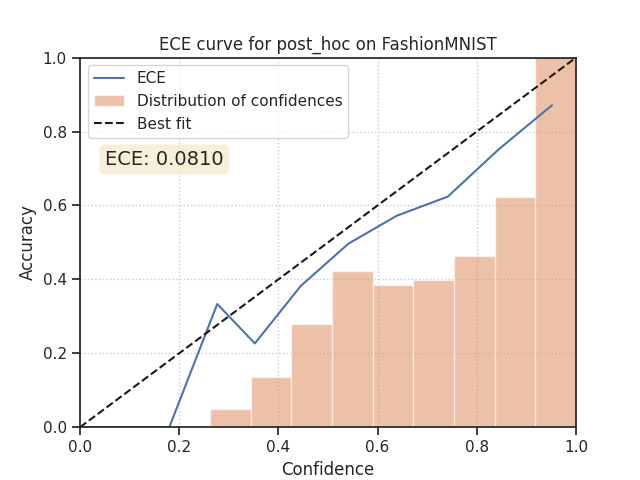 ECE curve for post_hoc on FashionMNIST
1.0
0.8
0.6
0.4
0.2
0.0
Accuracy
ECE
Distribution of confidences
Best fit
ECE: 0.0810
0.0 0.2 0.4 0.6 0.8 1.0
Confidence